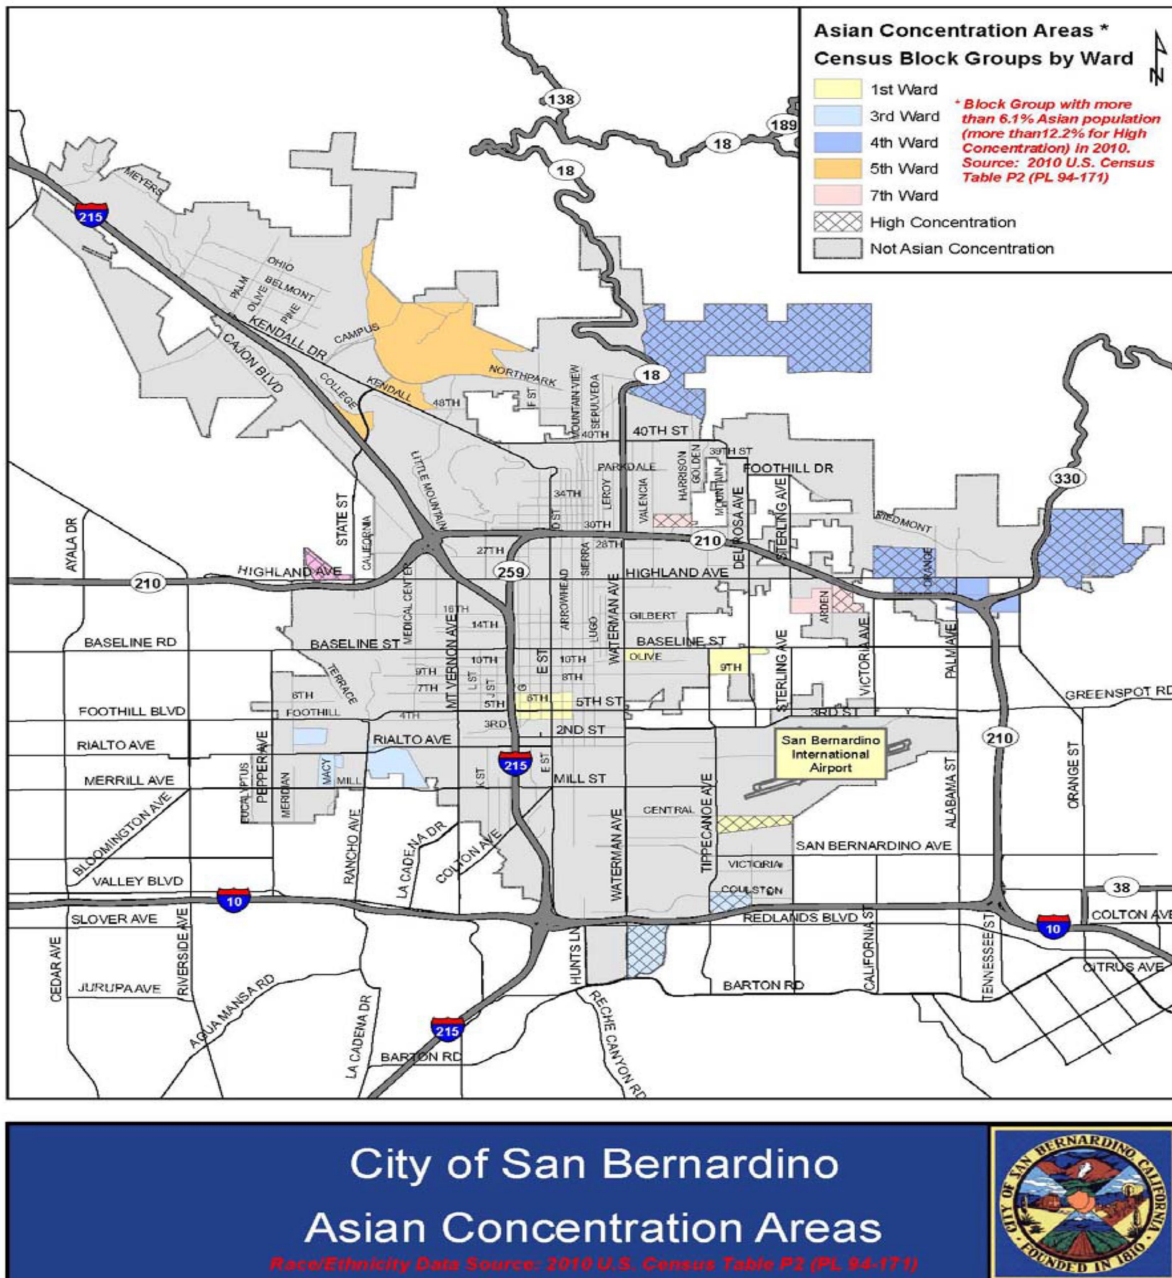 Asian Concentration Areas *
Census Block Groups by Ward
N
1st Ward
3rd Ward
4th Ward
5th Ward
7th Ward
High Concentration
Not Asian Concentration
* Block Group with more
than 6.1% Asian population
(more than12.2% for High
Concentration) in 2010.
Source: 2010 U.S. Census
Table P2 (PL 94-171)
138
189
18
18
MEYERS
215
OHIO
PALM
OLIVE
BELMONT
PINE
KENDALL DR
CAMPUS
CAJON BLVD
COLLEGE
KENDALL
NORTHPARK
48TH
F ST
MOUNTAIN VIEW
SEPULVEDA
18
40TH
40TH ST
39TH ST
PARKDALE
HARRISON
GOLDEN
MOUNTAIN
FOOTHILL DR
DEL ROSA AVE
STERLING AVE
330
LITTLE MOUNTAIN
STATE ST
CALIFORNIA
34TH
D ST
LEROY
VALENCIA
30TH
28TH
PIEDMONT
AYALA DR
HIGHLAND AVE
210
27TH
259
SIERRA
210
HIGHLAND AVE
ORANGE
MEDICAL CENTER
16TH
14TH
ARROWHEAD
LUGO
WATERMAN AVE
GILBERT
ARDEN
BASELINE RD
BASELINE ST
BASELINE ST
OLIVE
9TH
STERLING AVE
VICTORIA AVE
PALM AVE
TERRACE
9TH
7TH
MT VERNON AVE
10TH
L ST
J ST
G
E ST
10TH
8TH
6TH
5TH
5TH ST
GREENSPOT RD
6TH
FOOTHILL BLVD
FOOTHILL
4TH
3RD
2ND ST
3RD ST
RIALTO AVE
RIALTO AVE
San Bernardino
International
Airport
210
MERRILL AVE
EUCALYPTUS
PEPPER AVE
MERIDIAN
MACY
MILL
K ST
215
E ST
MILL ST
ALABAMA ST
ORANGE ST
BLOOMINGTON AVE
RANCHO AVE
LA CADENA DR
COLTON AVE
WATERMAN AVE
CENTRAL
TIPPECANOE AVE
SAN BERNARDINO AVE
VICTORIA
VALLEY BLVD
COULSTON
38
10
SLOVER AVE
REDLANDS BLVD
COLTON AVE
10
CEDAR AVE
RIVERSIDE AVE
HUNTS LN
CALIFORNIA ST
TENNESSEE ST
CITRUS AVE
JURUPA AVE
AGUA MANSA RD
LA CADENA DR
BARTON RD
RECHE CANYON RD
215
BARTON RD
City of San Bernardino
Asian Concentration Areas
Race/Ethnicity Data Source: 2010 U.S. Census Table P2 (PL 94-171)
CITY OF SAN BERNARDINO, CALIFORNIA
FOUNDED IN 1810